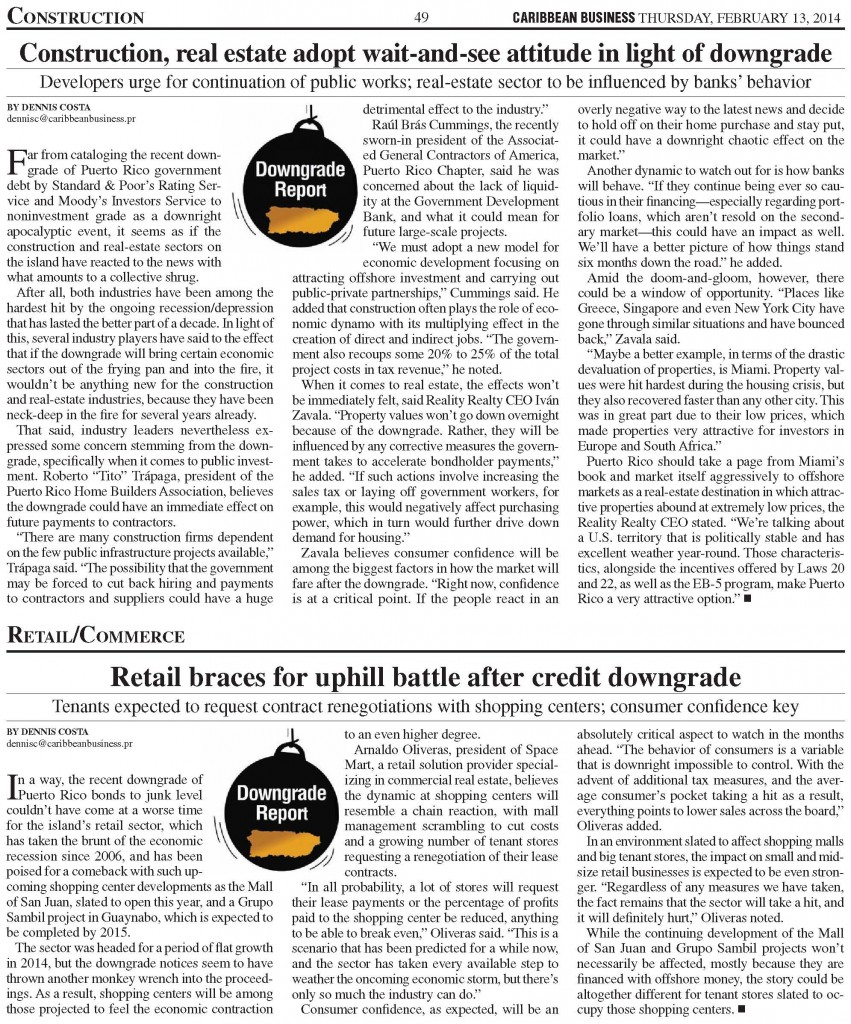 CONSTRUCTION
49
CARIBBEAN BUSINESS THURSDAY, FEBRUARY 13, 2014
Construction, real estate adopt wait-and-see attitude in light of downgrade
Developers urge for continuation of public works; real-estate sector to be influenced by banks' behavior
BY DENNIS COSTA
dennisc@caribbeanbusiness.pr
Far from cataloging the recent down-
grade of Puerto Rico government
debt by Standard & Poor's Rating Ser-
vice and Moody's Investors Service to
noninvestment grade as a downright
apocalyptic event, it seems as if the
construction and real-estate sectors on
the island have reacted to the news with
what amounts to a collective shrug.
After all, both industries have been among the
hardest hit by the ongoing recession/depression
that has lasted the better part of a decade. In light of
this, several industry players have said to the effect
that if the downgrade will bring certain economic
sectors out of the frying pan and into the fire, it
wouldn't be anything new for the construction
and real-estate industries, because they have been
neck-deep in the fire for several years already.
That said, industry leaders nevertheless ex-
pressed some concern stemming from the down-
grade, specifically when it comes to public invest-
ment. Roberto "Tito" Trápaga, president of the
Puerto Rico Home Builders Association, believes
the downgrade could have an immediate effect on
future payments to contractors.
"There are many construction firms dependent
on the few public infrastructure projects available,"
Trápaga said. "The possibility that the government
may be forced to cut back hiring and payments
to contractors and suppliers could have a huge
Downgrade
Report
detrimental effect to the industry."
Raúl Brás Cummings, the recently
sworn-in president of the Associat-
ed General Contractors of America,
Puerto Rico Chapter, said he was
concerned about the lack of liquid-
ity at the Government Development
Bank, and what it could mean for
future large-scale projects.
"We must adopt a new model for
economic development focusing on
attracting offshore investment and carrying out
public-private partnerships," Cummings said. He
added that construction often plays the role of eco-
nomic dynamo with its multiplying effect in the
creation of direct and indirect jobs. "The govern-
ment also recoups some 20% to 25% of the total
project costs in tax revenue," he noted.
When it comes to real estate, the effects won't
be immediately felt, said Reality Realty CEO Iván
Zavala. "Property values won't go down overnight
because of the downgrade. Rather, they will be
influenced by any corrective measures the govern-
ment takes to accelerate bondholder payments,"
he added. "If such actions involve increasing the
sales tax or laying off government workers, for
example, this would negatively affect purchasing
power, which in turn would further drive down
demand for housing."
Zavala believes consumer confidence will be
among the biggest factors in how the market will
fare after the downgrade. "Right now, confidence
is at a critical point. If the people react in an
overly negative way to the latest news and decide
to hold off on their home purchase and stay put,
it could have a downright chaotic effect on the
market."
Another dynamic to watch out for is how banks
will behave. "If they continue being ever so cau-
tious in their financing—especially regarding port-
folio loans, which aren't resold on the second-
ary market—this could have an impact as well.
We'll have a better picture of how things stand
six months down the road." he added.
Amid the doom-and-gloom, however, there
could be a window of opportunity. "Places like
Greece, Singapore and even New York City have
gone through similar situations and have bounced
back," Zavala said.
"Maybe a better example, in terms of the drastic
devaluation of properties, is Miami. Property val-
ues were hit hardest during the housing crisis, but
they also recovered faster than any other city. This
was in great part due to their low prices, which
made properties very attractive for investors in
Europe and South Africa."
Puerto Rico should take a page from Miami's
book and market itself aggressively to offshore
markets as a real-estate destination in which attrac-
tive properties abound at extremely low prices, the
Reality Realty CEO stated. "We're talking about
a U.S. territory that is politically stable and has
excellent weather year-round. Those characteris-
tics, alongside the incentives offered by Laws 20
and 22, as well as the EB-5 program, make Puerto
Rico a very attractive option." ■
RETAIL/COMMERCE
Retail braces for uphill battle after credit downgrade
Tenants expected to request contract renegotiations with shopping centers; consumer confidence key
BY DENNIS COSTA
dennisc@caribbeanbusiness.pr
In a way, the recent downgrade of
Puerto Rico bonds to junk level
couldn't have come at a worse time
for the island's retail sector, which
has taken the brunt of the economic
recession since 2006, and has been
poised for a comeback with such up-
coming shopping center developments as the Mall
of San Juan, slated to open this year, and a Grupo
Sambil project in Guaynabo, which is expected to
be completed by 2015.
The sector was headed for a period of flat growth
in 2014, but the downgrade notices seem to have
thrown another monkey wrench into the proceed-
ings. As a result, shopping centers will be among
those projected to feel the economic contraction
Downgrade
Report
to an even higher degree.
Arnaldo Oliveras, president of Space
Mart, a retail solution provider special-
izing in commercial real estate, believes
the dynamic at shopping centers will
resemble a chain reaction, with mall
management scrambling to cut costs
and a growing number of tenant stores
requesting a renegotiation of their lease
contracts.
"In all probability, a lot of stores will request
their lease payments or the percentage of profits
paid to the shopping center be reduced, anything
to be able to break even," Oliveras said. "This is a
scenario that has been predicted for a while now,
and the sector has taken every available step to
weather the oncoming economic storm, but there's
only so much the industry can do."
Consumer confidence, as expected, will be an
absolutely critical aspect to watch in the months
ahead. "The behavior of consumers is a variable
that is downright impossible to control. With the
advent of additional tax measures, and the aver-
age consumer's pocket taking a hit as a result,
everything points to lower sales across the board,"
Oliveras added.
In an environment slated to affect shopping malls
and big tenant stores, the impact on small and mid-
size retail businesses is expected to be even stron-
ger. "Regardless of any measures we have taken,
the fact remains that the sector will take a hit, and
it will definitely hurt," Oliveras noted.
While the continuing development of the Mall
of San Juan and Grupo Sambil projects won't
necessarily be affected, mostly because they are
financed with offshore money, the story could be
altogether different for tenant stores slated to oc-
cupy those shopping centers. ■